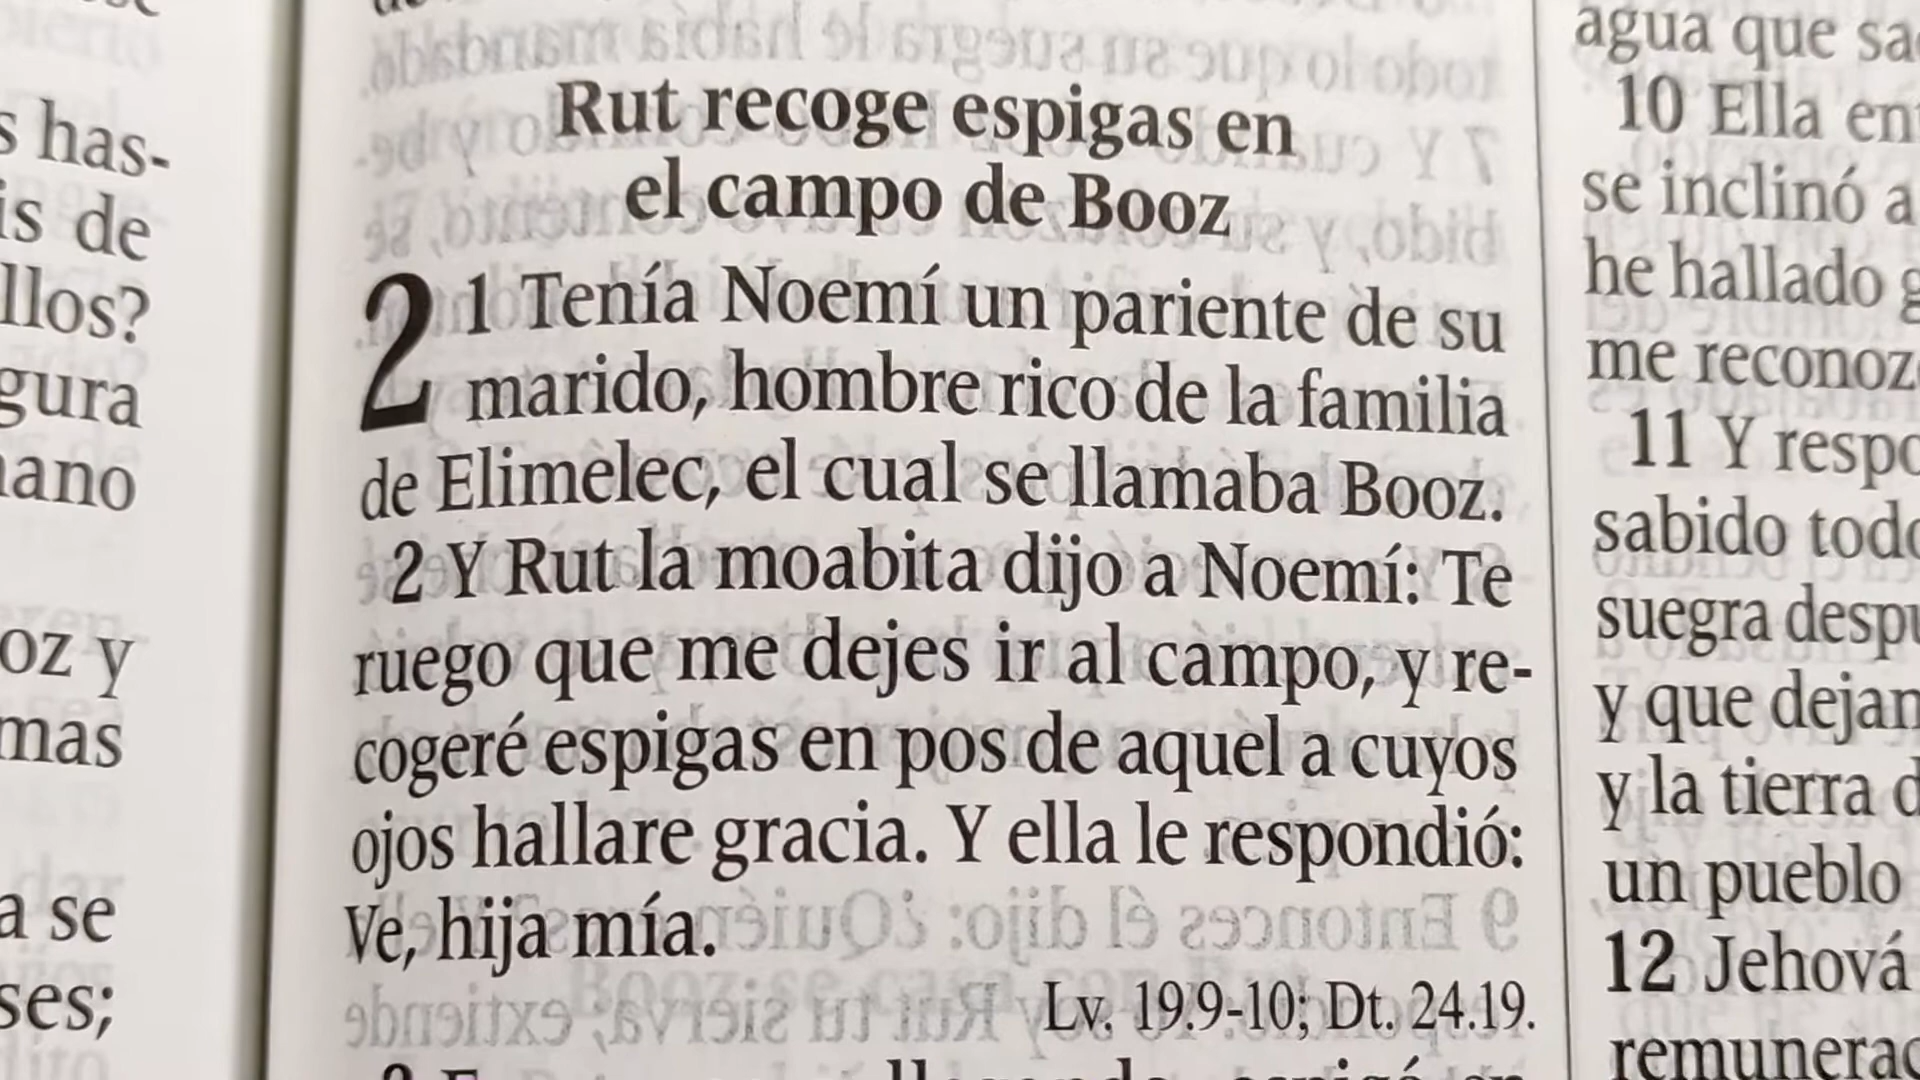 s has-
is de
llos?
gura
ano
oz y
mas
a se
ses;
Rut recoge espigas en
el campo de Booz
2 1 Tenía Noemí un pariente de su
marido, hombre rico de la familia
de Elimelec, el cual se llamaba Booz.
2 Y Rut la moabita dijo a Noemí: Te
ruego que me dejes ir al campo, y re-
cogeré espigas en pos de aquel a cuyos
ojos hallare gracia. Y ella le respondió:
Ve, hija mía.
Lv. 19.9-10; Dt. 24.19.
agua que sa
10 Ella en
se inclinó a
he hallado g
me reconoz
11 Y respo
sabido todo
suegra despu
y que dejan
y la tierra d
un pueblo
12 Jehová
remunerac